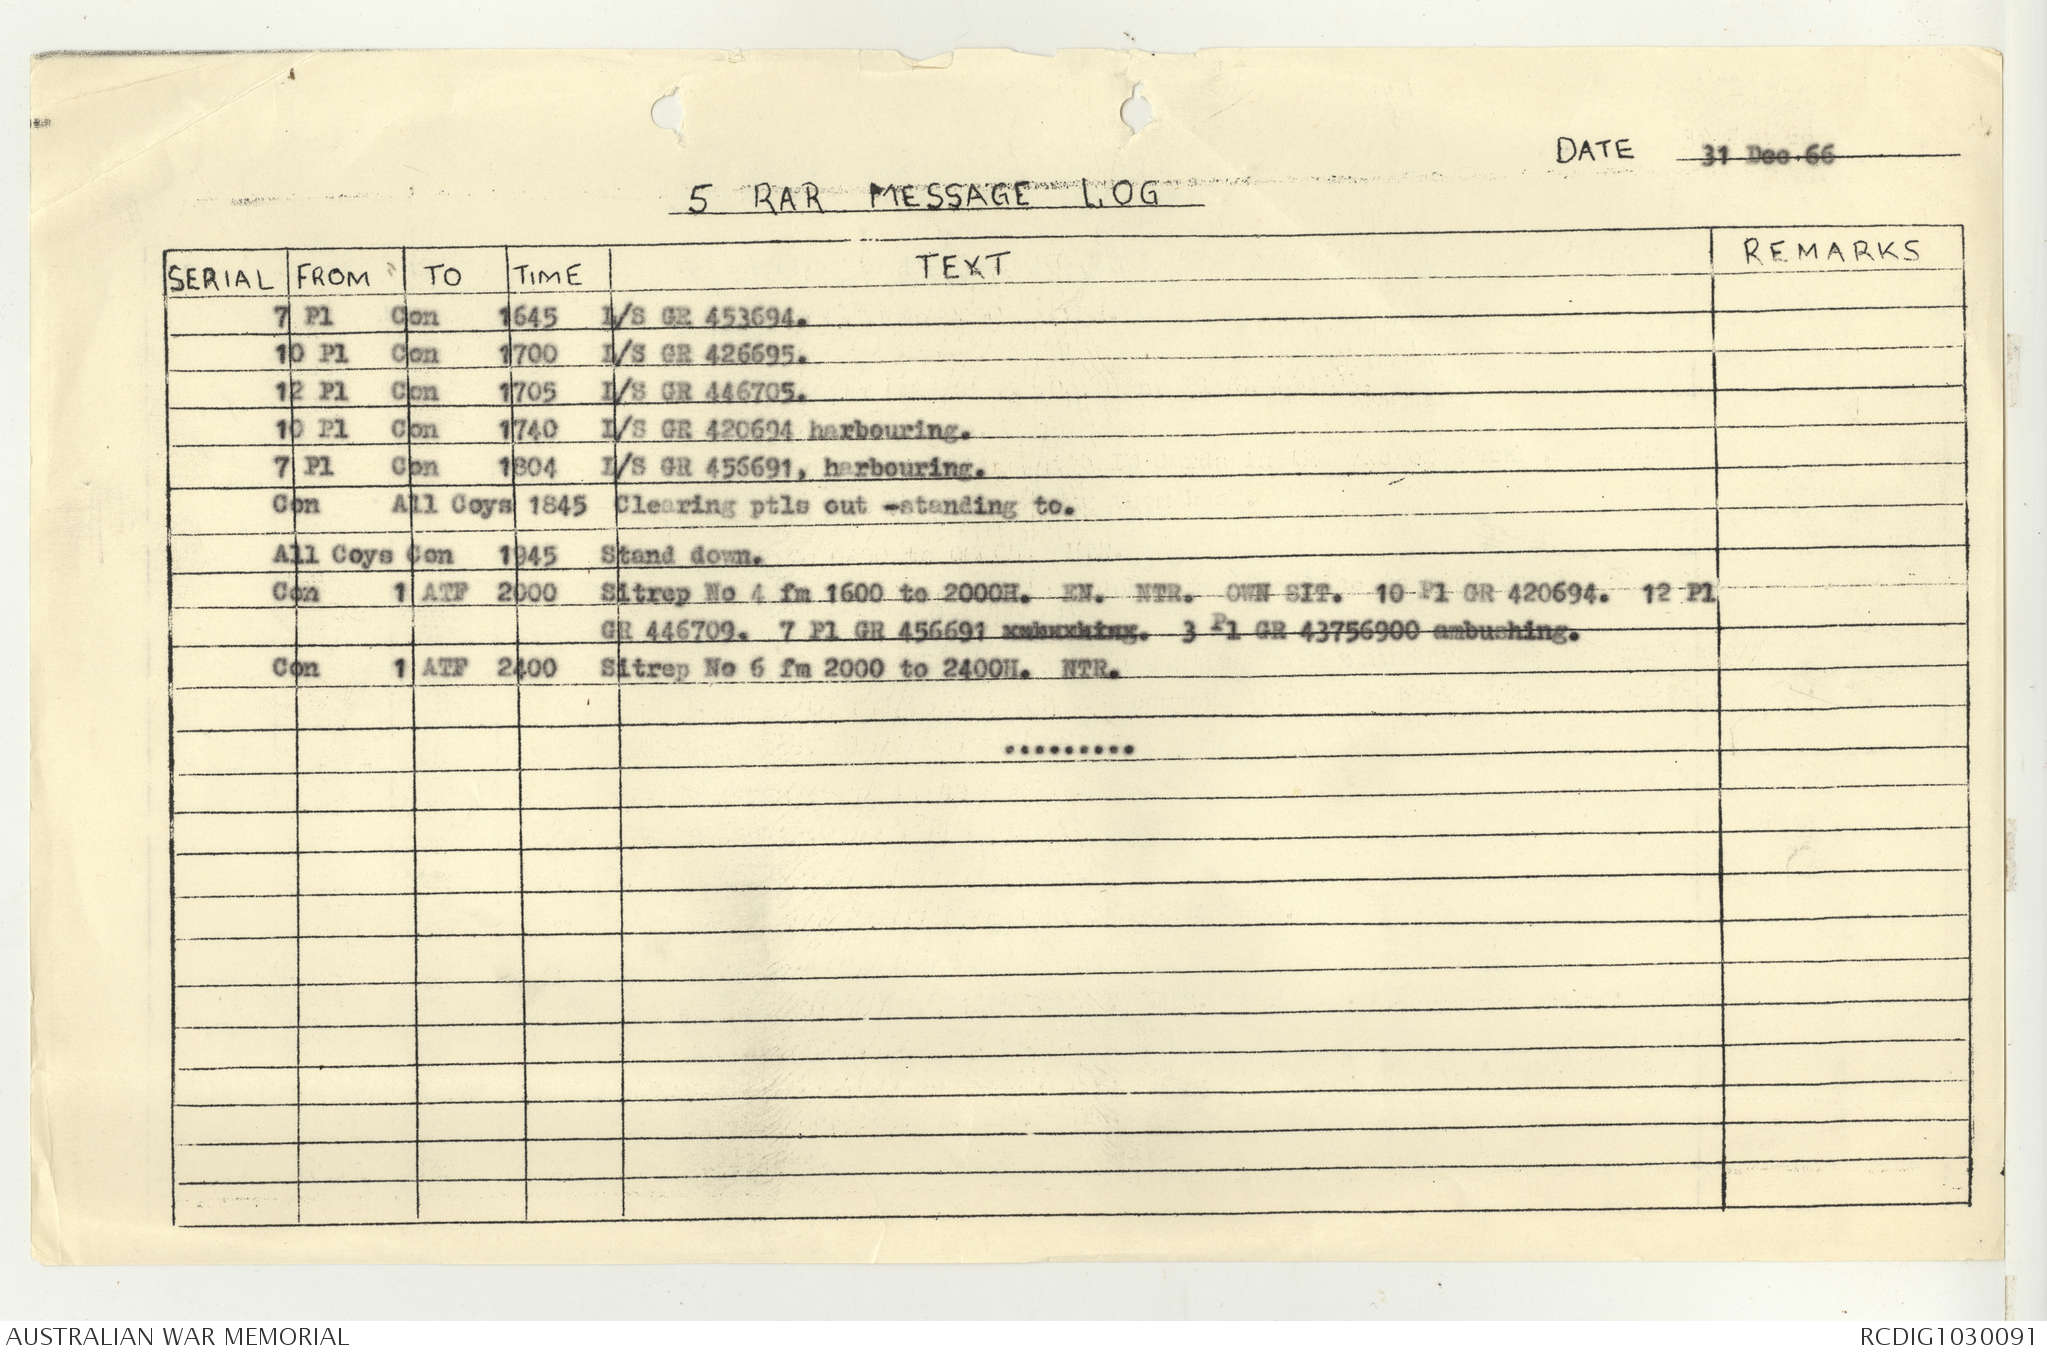 DATE 31 Dec 66
5 RAR MESSAGE LOG
SERIAL FROM TO TIME TEXT REMARKS
7 Pl Con 1645 L/S GR 453694.
10 Pl Con 1700 L/S GR 426695.
12 Pl Con 1705 L/S GR 446705.
10 Pl Con 1740 L/S GR 420694 harbouring.
7 Pl Con 1804 L/S GR 456691, harbouring.
Con All Coys 1845 Clearing ptls out -standing to.
All Coys Con 1945 Stand down.
Con 1 ATF 2000 Sitrep No 4 fm 1600 to 2000H. EN. NTR. OWN SIT. 10 Pl GR 420694. 12 Pl
GR 446709. 7 Pl GR 456691 . 3 Pl GR 43756900 ambushing.
Con 1 ATF 2400 Sitrep No 6 fm 2000 to 2400H. NTR.
.........
AUSTRALIAN WAR MEMORIAL RCDIG1030091